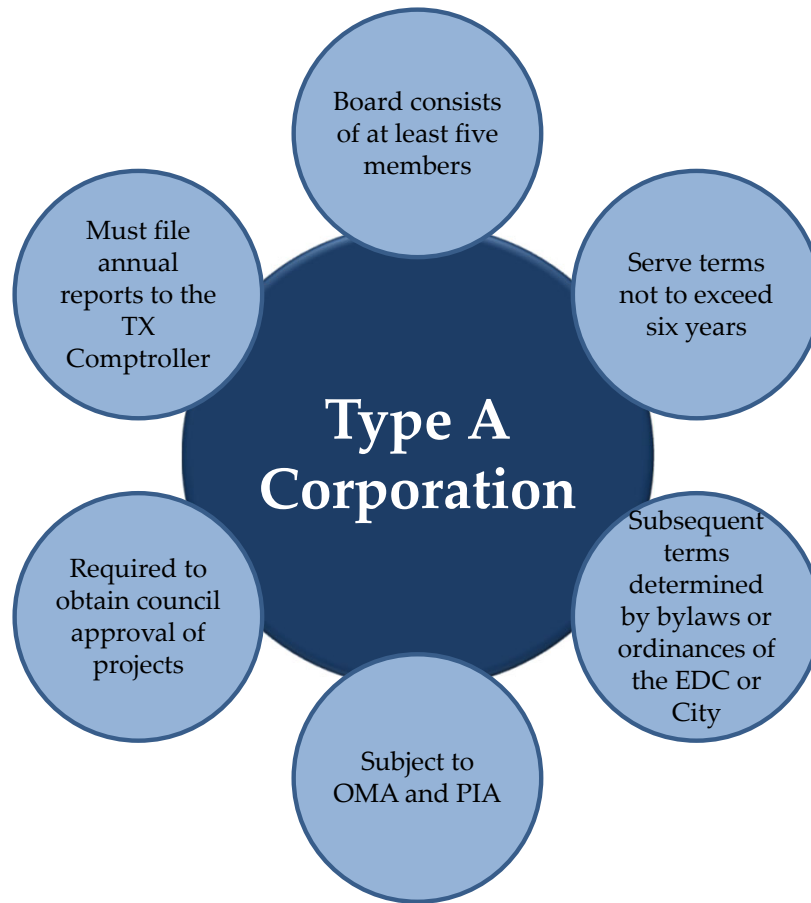 Board consists
of at least five
members
Serve terms
not to exceed
six years
Subsequent
terms
determined
by bylaws or
ordinances of
the EDC or
City
Subject to
OMA and PIA
Required to
obtain council
approval of
projects
Must file
annual
reports to the
TX
Comptroller
Type A
Corporation